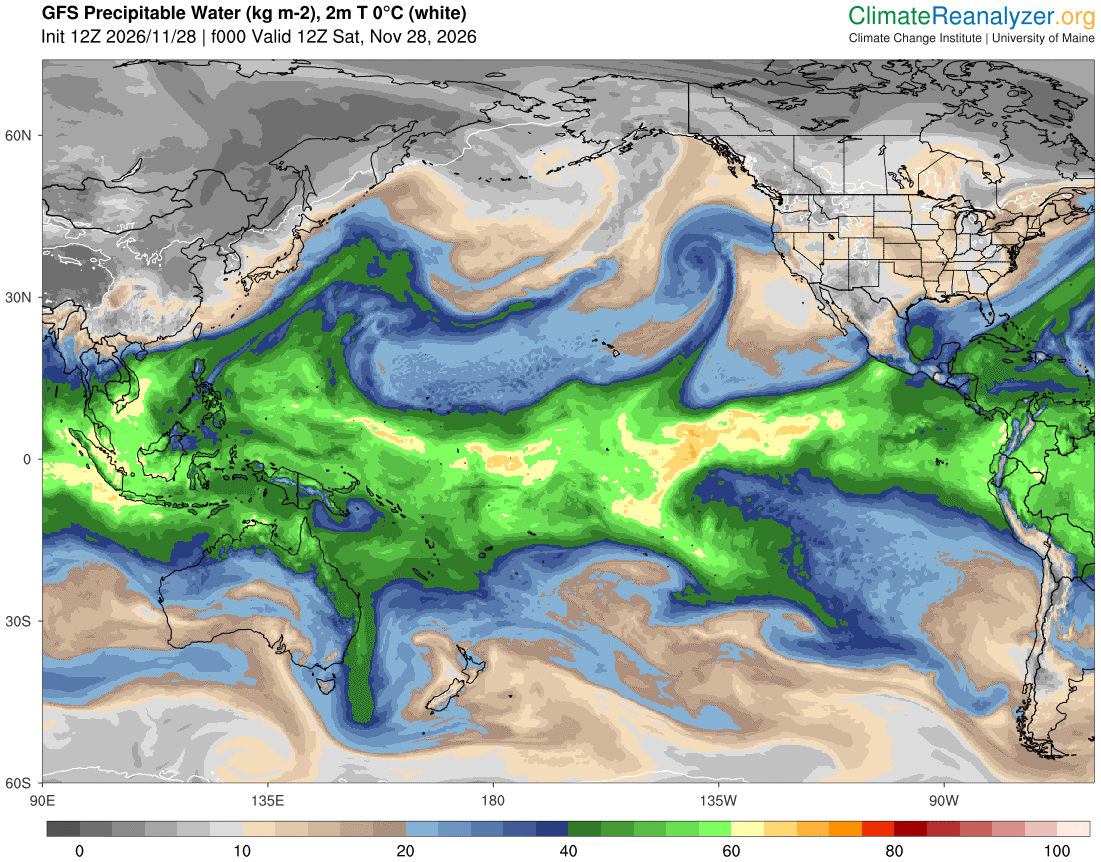 GFS Precipitable Water (kg m-2), 2m T 0°C (white)
Init 12Z 2026/11/28 | f000 Valid 12Z Sat, Nov 28, 2026
ClimateReanalyzer.org
Climate Change Institute | University of Maine
60N
30N
0
30S
60S
90E 135E 180 135W 90W
0 10 20 40 60 80 100